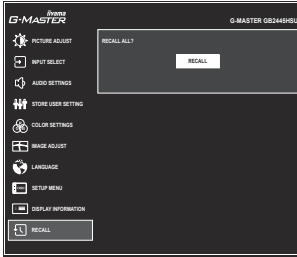 iiyama
G-MASTER
G-MASTER GB2445HSU
PICTURE ADJUST
INPUT SELECT
AUDIO SETTINGS
STORE USER SETTING
COLOR SETTINGS
IMAGE ADJUST
LANGUAGE
SETUP MENU
DISPLAY INFORMATION
RECALL
RECALL ALL?
RECALL